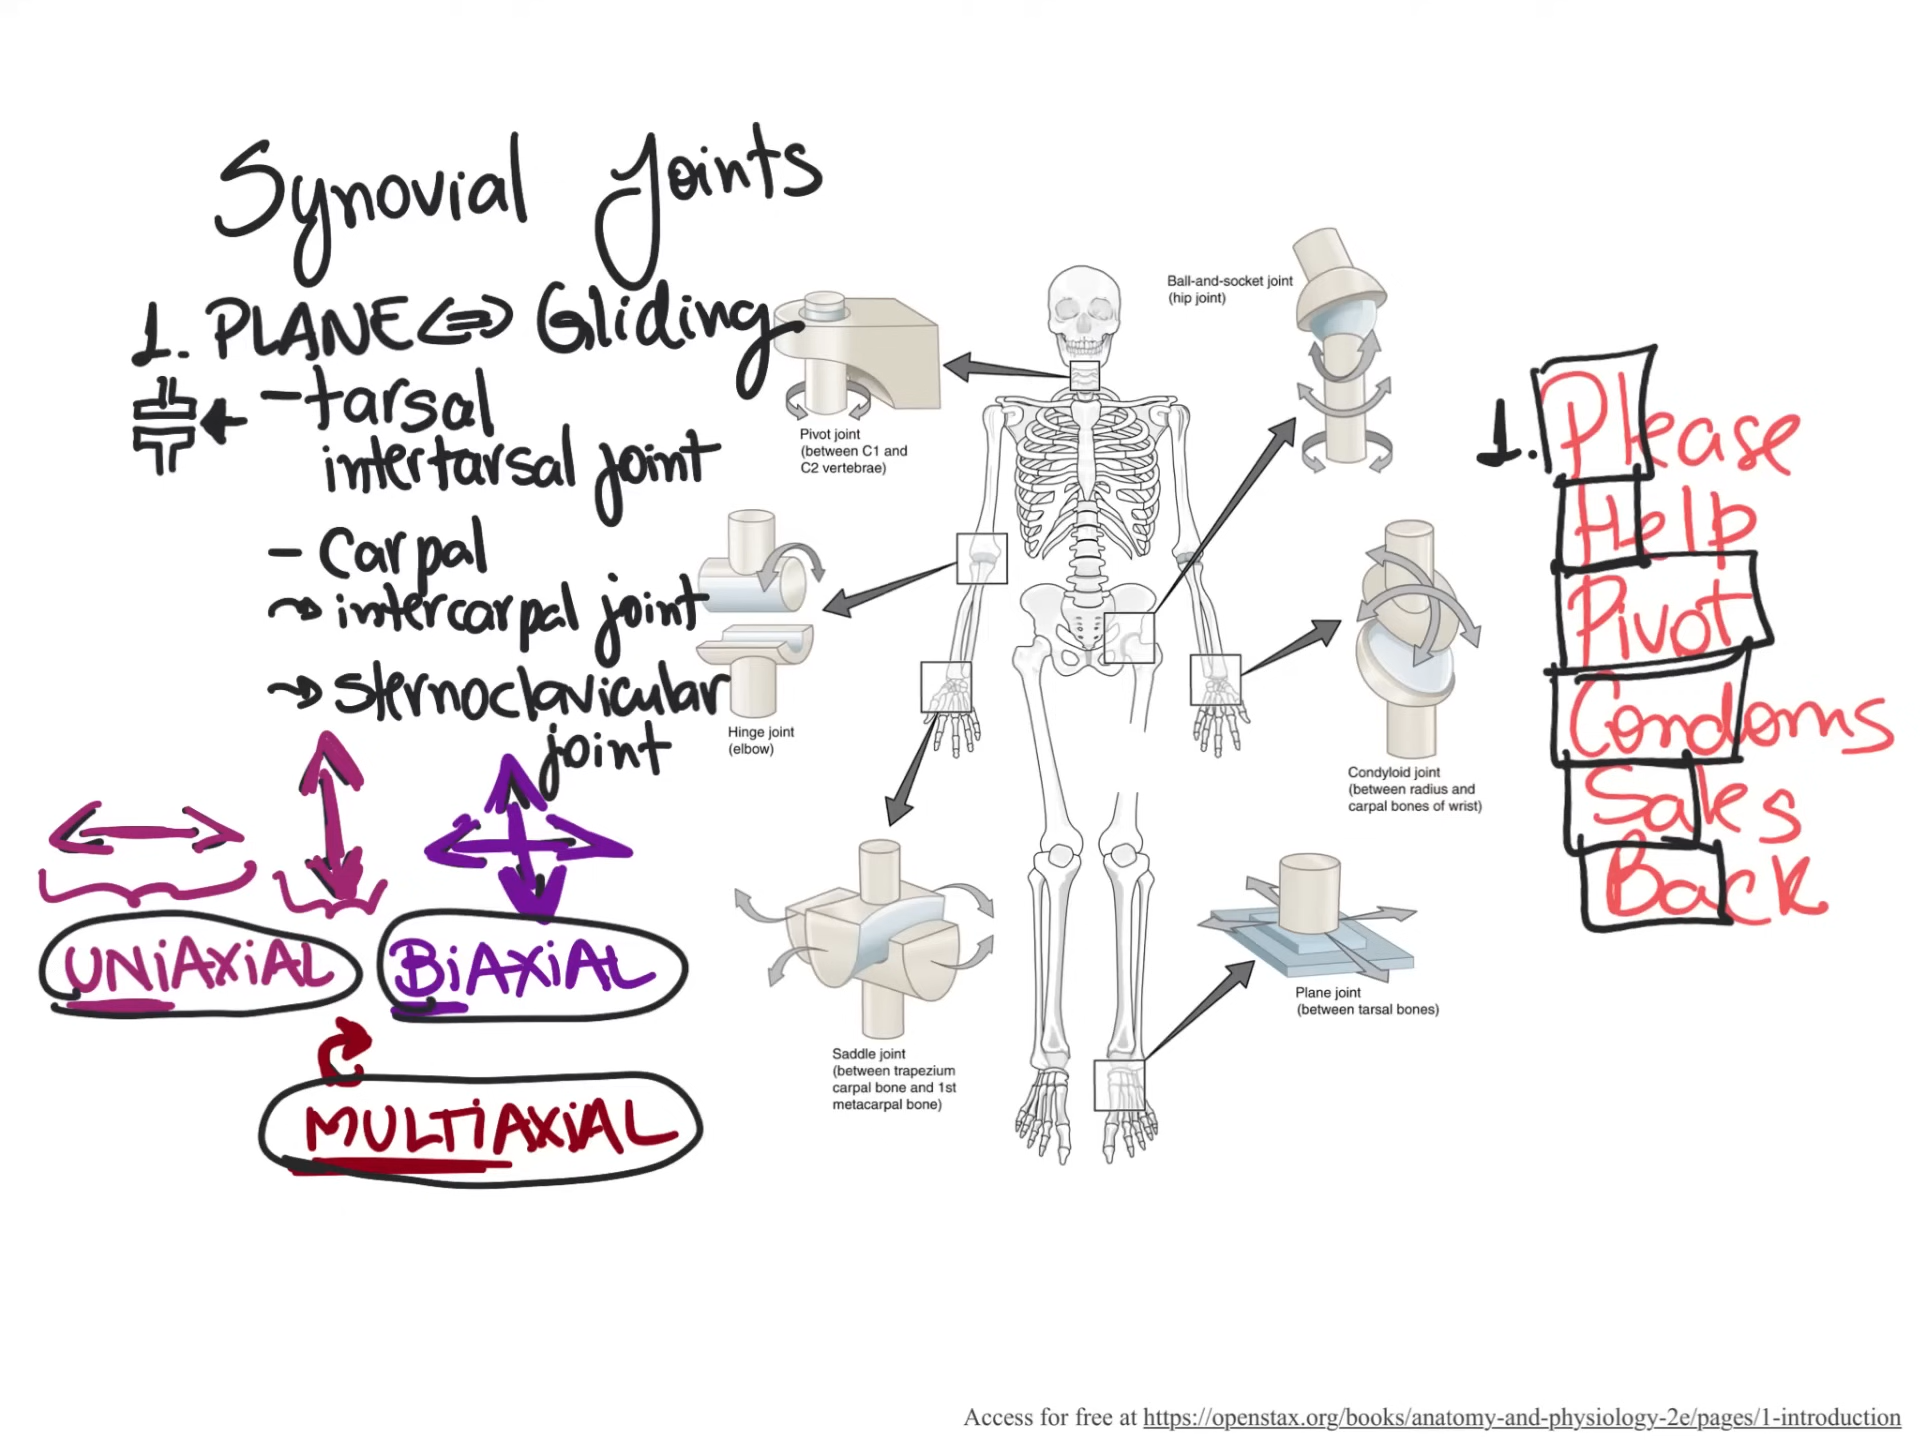 Synovial Joints
1. PLANE <=> Gliding
- tarsal
intertarsal joint
- Carpal
→ intercarpal joint
→ sternoclavicular
joint
UNiAXiAL
BiAXiAL
MULTiAXiAL
Pivot joint
(between C1 and
C2 vertebrae)
Hinge joint
(elbow)
Saddle joint
(between trapezium
carpal bone and 1st
metacarpal bone)
Ball-and-socket joint
(hip joint)
Condyloid joint
(between radius and
carpal bones of wrist)
Plane joint
(between tarsal bones)
1. Please
Help
Pivot
Condoms
Sales
Back
Access for free at https://openstax.org/books/anatomy-and-physiology-2e/pages/1-introduction